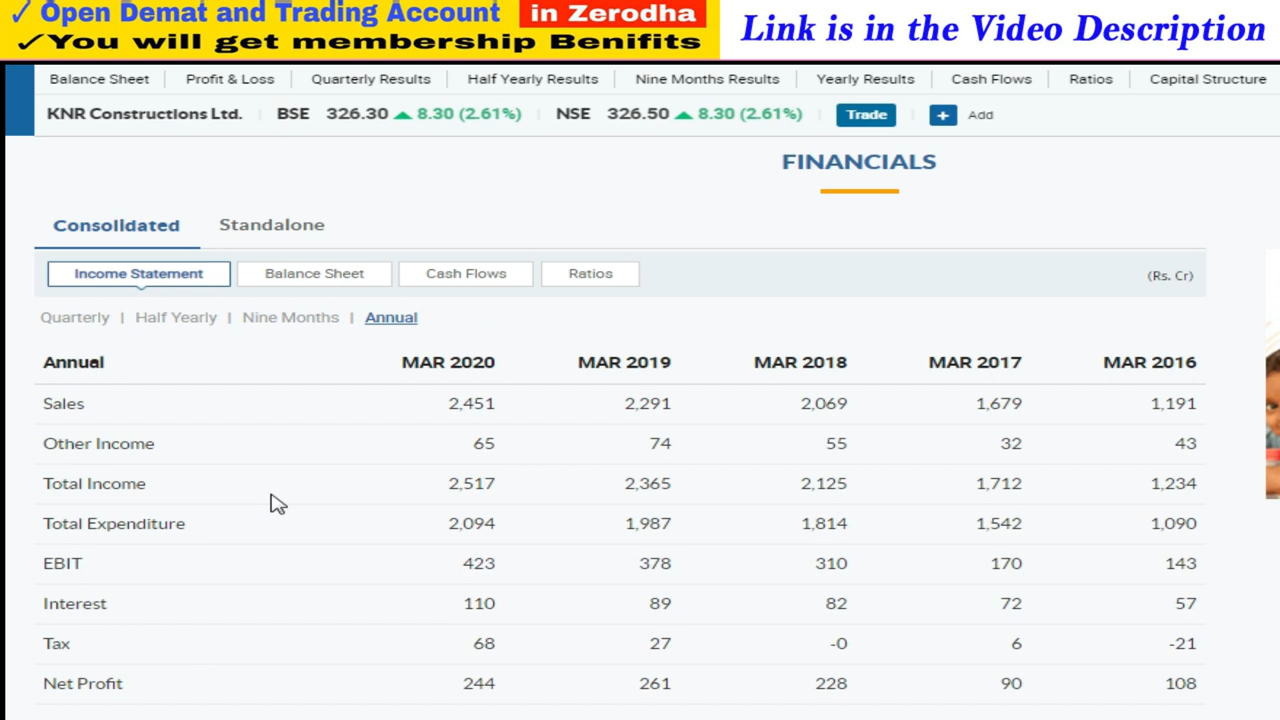 ✓ Open Demat and Trading Account in Zerodha
✓You will get membership Benifits
Link is in the Video Description
Balance Sheet | Profit & Loss | Quarterly Results | Half Yearly Results | Nine Months Results | Yearly Results | Cash Flows | Ratios | Capital Structure
KNR Constructions Ltd. BSE 326.30 ▲ 8.30 (2.61%) NSE 326.50 ▲ 8.30 (2.61%) Trade + Add
FINANCIALS
Consolidated Standalone
Income Statement Balance Sheet Cash Flows Ratios (Rs. Cr)
Quarterly | Half Yearly | Nine Months | Annual
Annual MAR 2020 MAR 2019 MAR 2018 MAR 2017 MAR 2016
Sales 2,451 2,291 2,069 1,679 1,191
Other Income 65 74 55 32 43
Total Income 2,517 2,365 2,125 1,712 1,234
Total Expenditure 2,094 1,987 1,814 1,542 1,090
EBIT 423 378 310 170 143
Interest 110 89 82 72 57
Tax 68 27 -0 6 -21
Net Profit 244 261 228 90 108